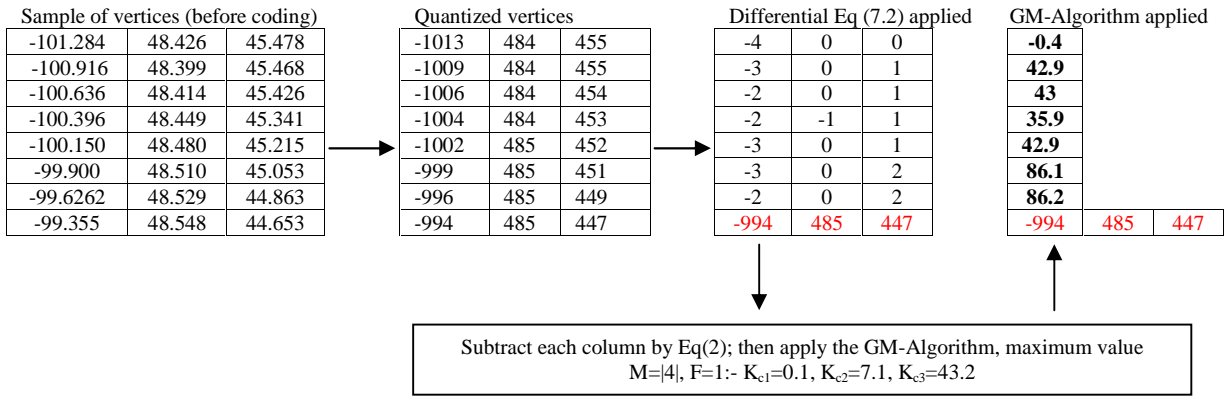 Sample of vertices (before coding) Quantized vertices Differential Eq (7.2) applied GM-Algorithm applied
-101.284 48.426 45.478 -1013 484 455 -4 0 0 -0.4
-100.916 48.399 45.468 -1009 484 455 -3 0 1 42.9
-100.636 48.414 45.426 -1006 484 454 -2 0 1 43
-100.396 48.449 45.341 -1004 484 453 -2 -1 1 35.9
-100.150 48.480 45.215 -1002 485 452 -3 0 1 42.9
-99.900 48.510 45.053 -999 485 451 -3 0 2 86.1
-99.6262 48.529 44.863 -996 485 449 -2 0 2 86.2
-99.355 48.548 44.653 -994 485 447 -994 485 447 -994 485 447
Subtract each column by Eq(2); then apply the GM-Algorithm, maximum value
M=|4|, F=1:- Kc1=0.1, Kc2=7.1, Kc3=43.2